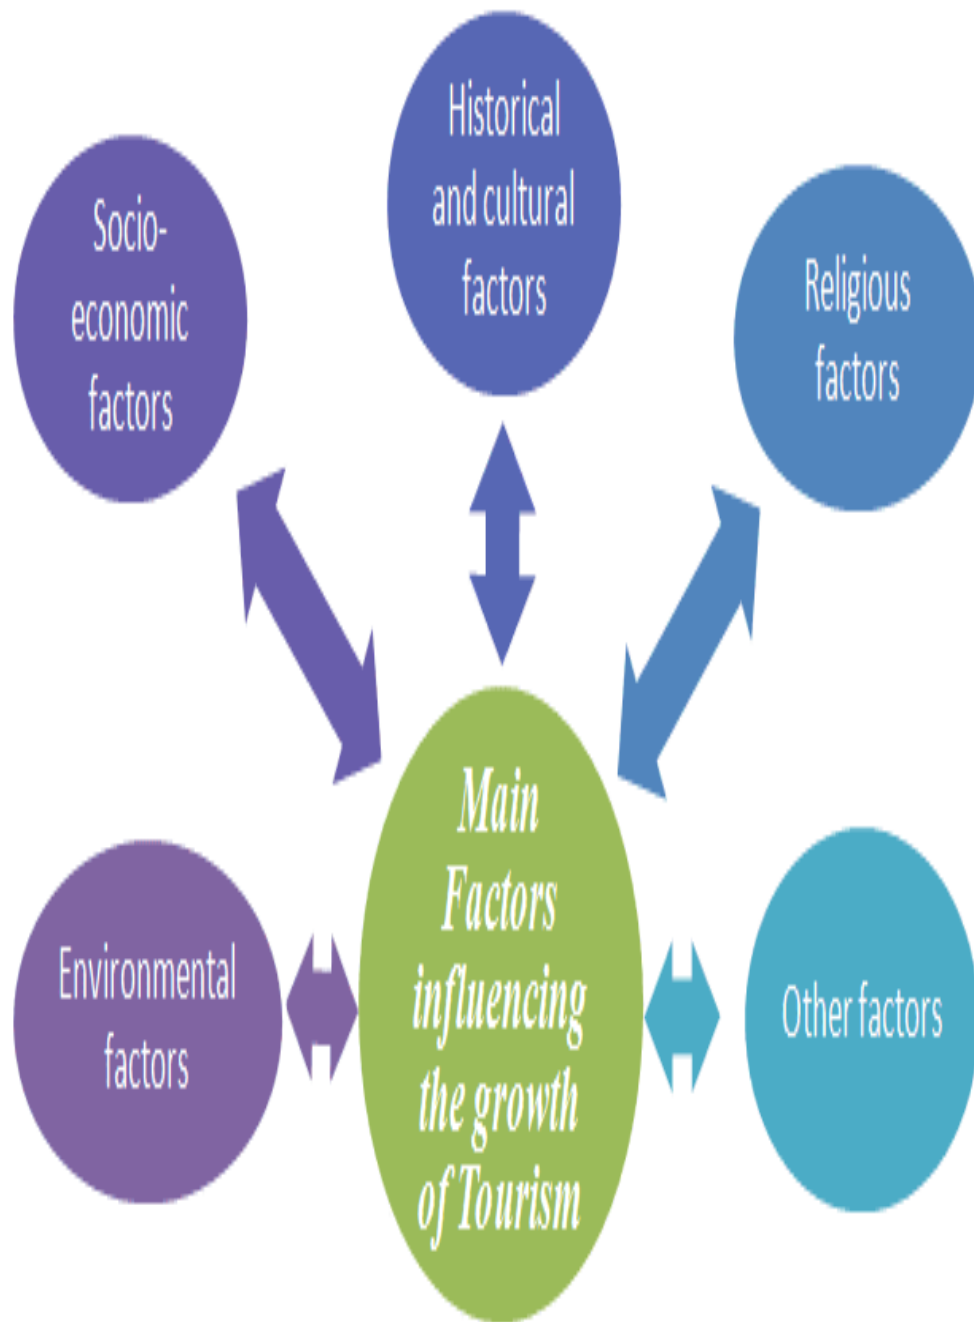 Historical
and cultural
factors
Socio-
economic
factors
Religious
factors
Main
Factors
influencing
the growth
of Tourism
Environmental
factors
Other factors